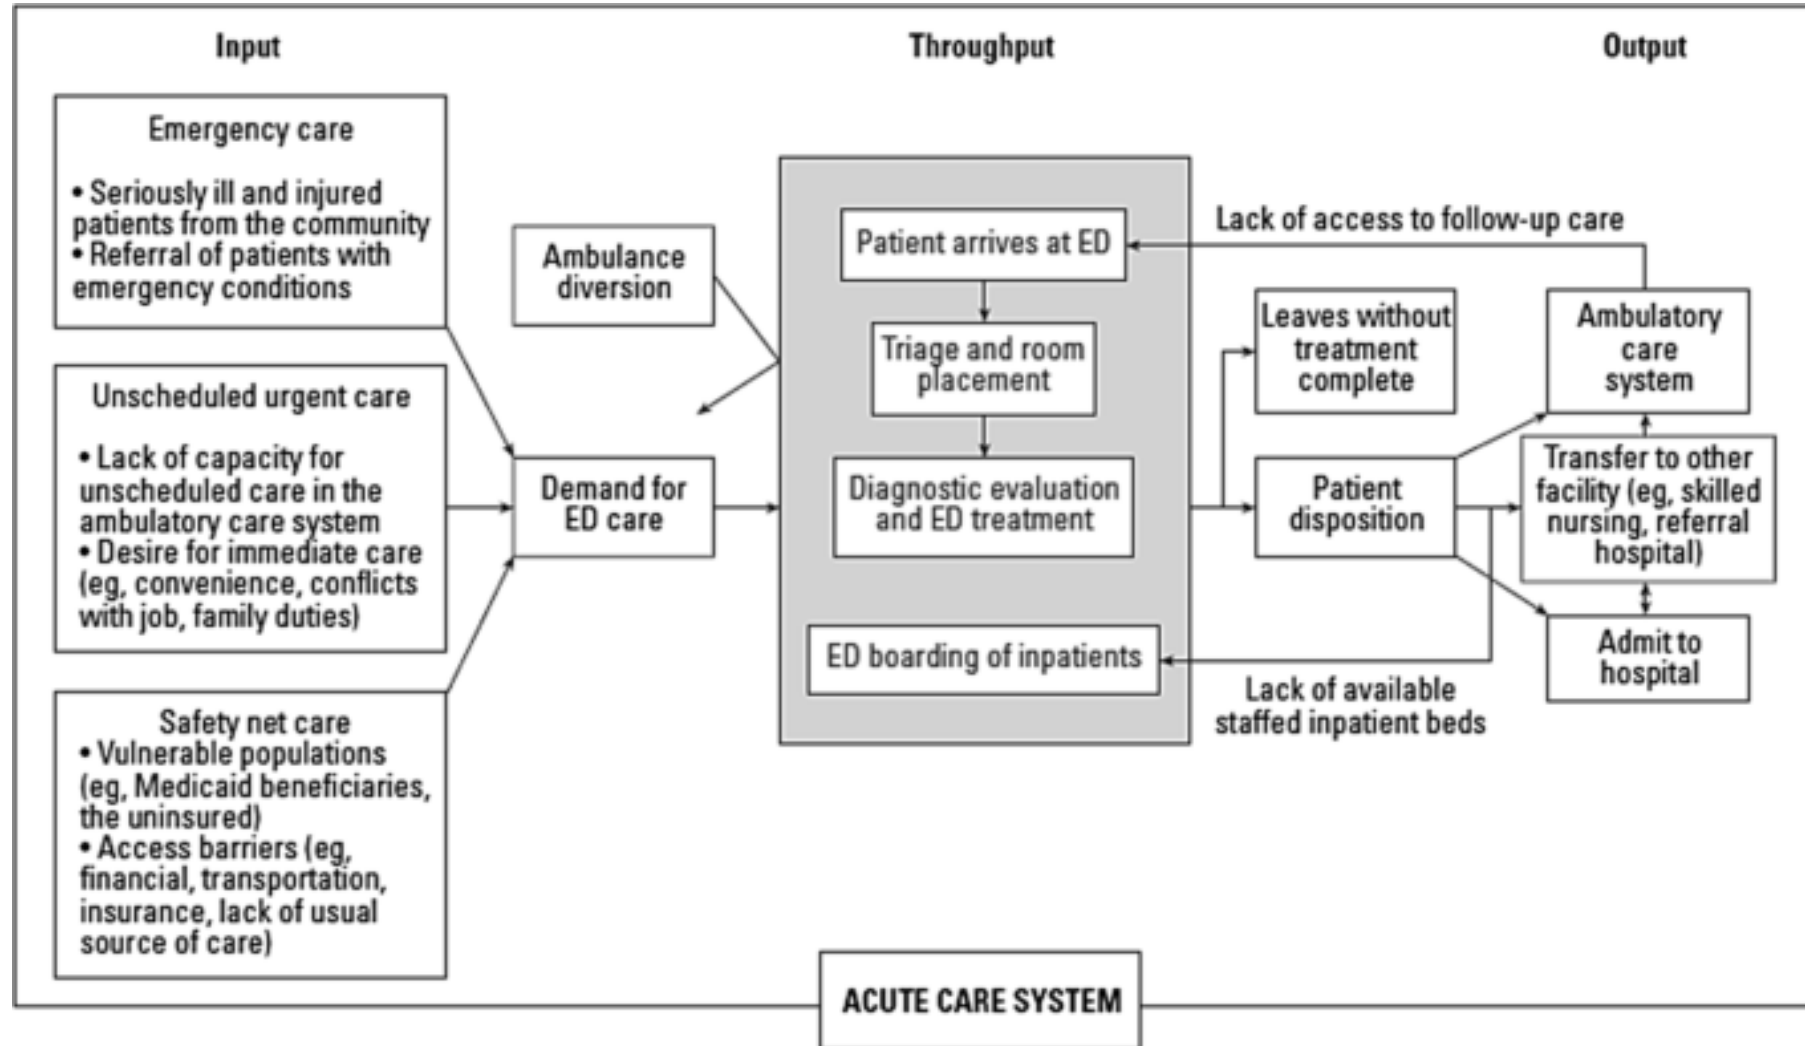 Input
Throughput
Output
Emergency care
• Seriously ill and injured
patients from the community
• Referral of patients with
emergency conditions
Unscheduled urgent care
• Lack of capacity for
unscheduled care in the
ambulatory care system
• Desire for immediate care
(eg, convenience, conflicts
with job, family duties)
Safety net care
• Vulnerable populations
(eg, Medicaid beneficiaries,
the uninsured)
• Access barriers (eg,
financial, transportation,
insurance, lack of usual
source of care)
Ambulance
diversion
Demand for
ED care
Patient arrives at ED
Triage and room
placement
Diagnostic evaluation
and ED treatment
ED boarding of inpatients
Lack of access to follow-up care
Leaves without
treatment
complete
Patient
disposition
Lack of available
staffed inpatient beds
Ambulatory
care
system
Transfer to other
facility (eg, skilled
nursing, referral
hospital)
Admit to
hospital
ACUTE CARE SYSTEM